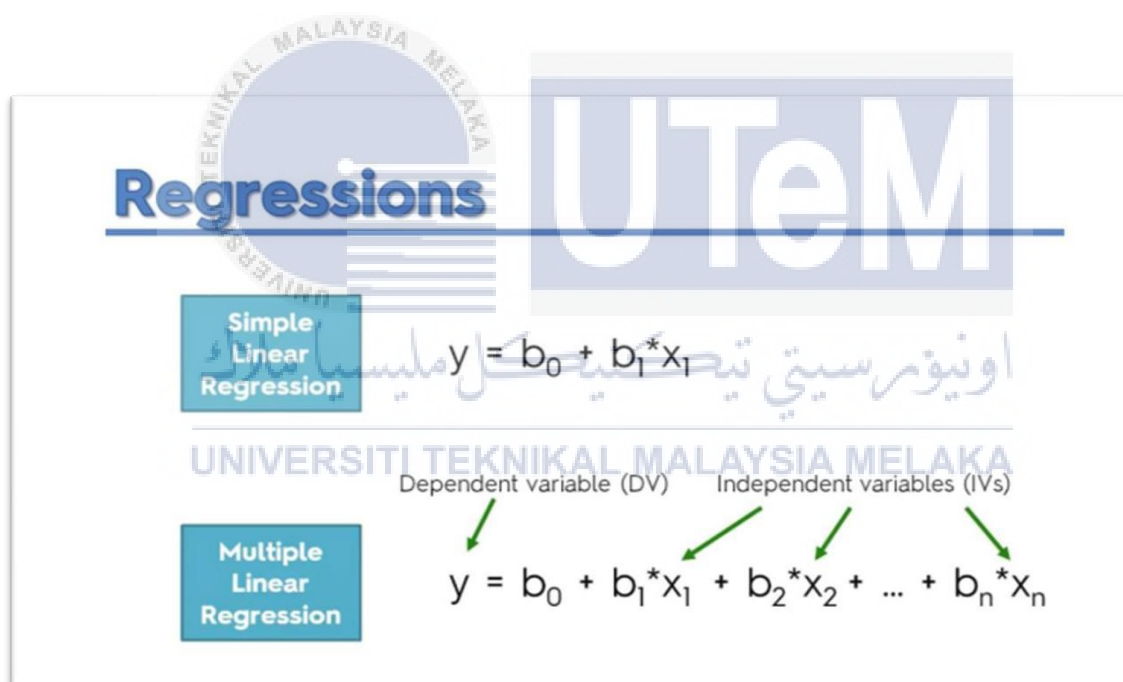 UNIVERSITI TEKNIKAL MALAYSIA MELAKA
UTeM
Regressions
Simple
Linear
Regression
y = b₀ + b₁*x₁
اونيۏرسيتي تيكنيكل مليسيا ملاك
UNIVERSITI TEKNIKAL MALAYSIA MELAKA
Dependent variable (DV) Independent variables (IVs)
Multiple
Linear
Regression
y = b₀ + b₁*x₁ + b₂*x₂ + ... + bₙ*xₙ